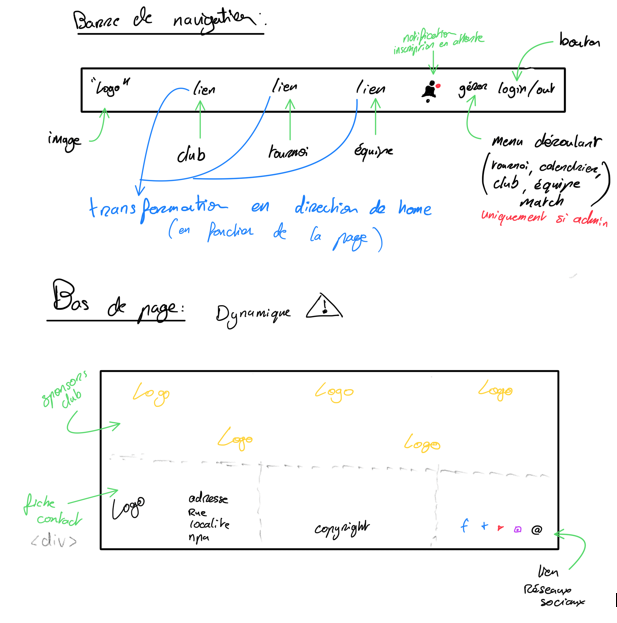 Barre de navigation:
notification
inscription en attente
bouton
"Logo"
lien
lien
lien
gérer
login/out
image
club
tournoi
équipe
menu déroulant
(tournoi, calendrier,
club, équipe
match)
uniquement si admin
transformation en direction de home
(en fonction de la page)
Bas de page:
Dynamique
!
sponsors
club
Logo
Logo
Logo
Logo
Logo
fiche
contact
<div>
Logo
adresse
Rue
localite
npa
copyright
f
t
@
lien
Réseaux
sociaux